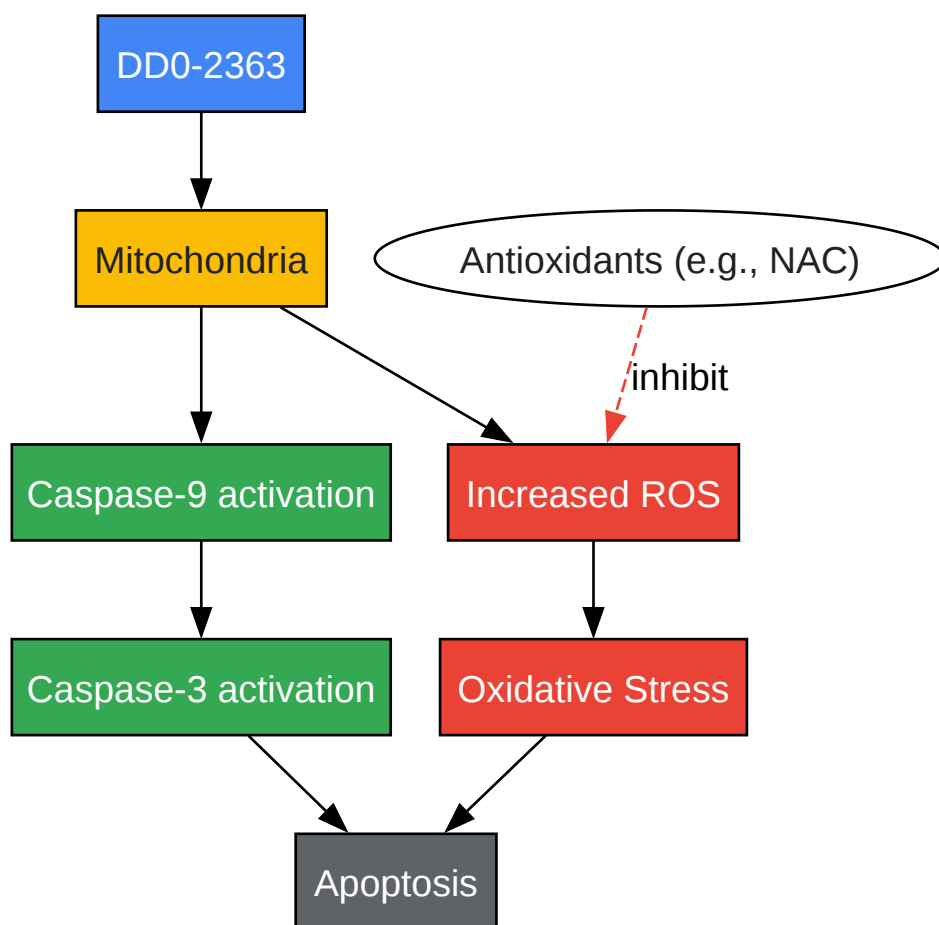 DD0-2363
Mitochondria
Antioxidants (e.g., NAC)
inhibit
Caspase-9 activation
Increased ROS
Caspase-3 activation
Oxidative Stress
Apoptosis